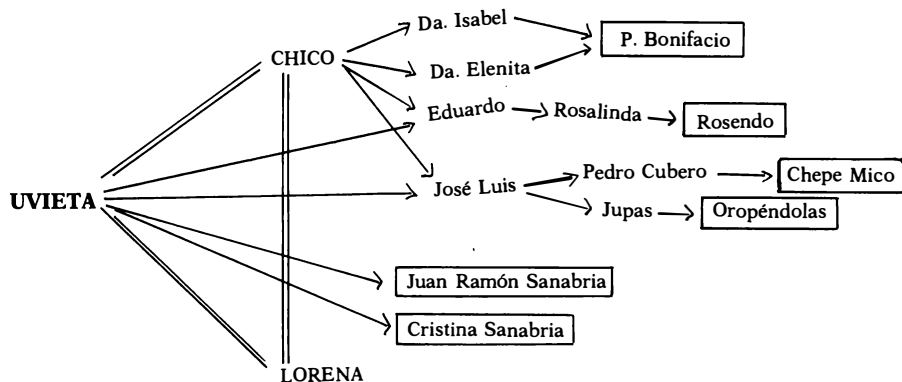 Da. Isabel
P. Bonifacio
CHICO
Da. Elenita
Eduardo
Rosalinda
Rosendo
Pedro Cubero
Chepe Mico
José Luis
UVIETA
Jupas
Oropéndolas
Juan Ramón Sanabria
Cristina Sanabria
LORENA